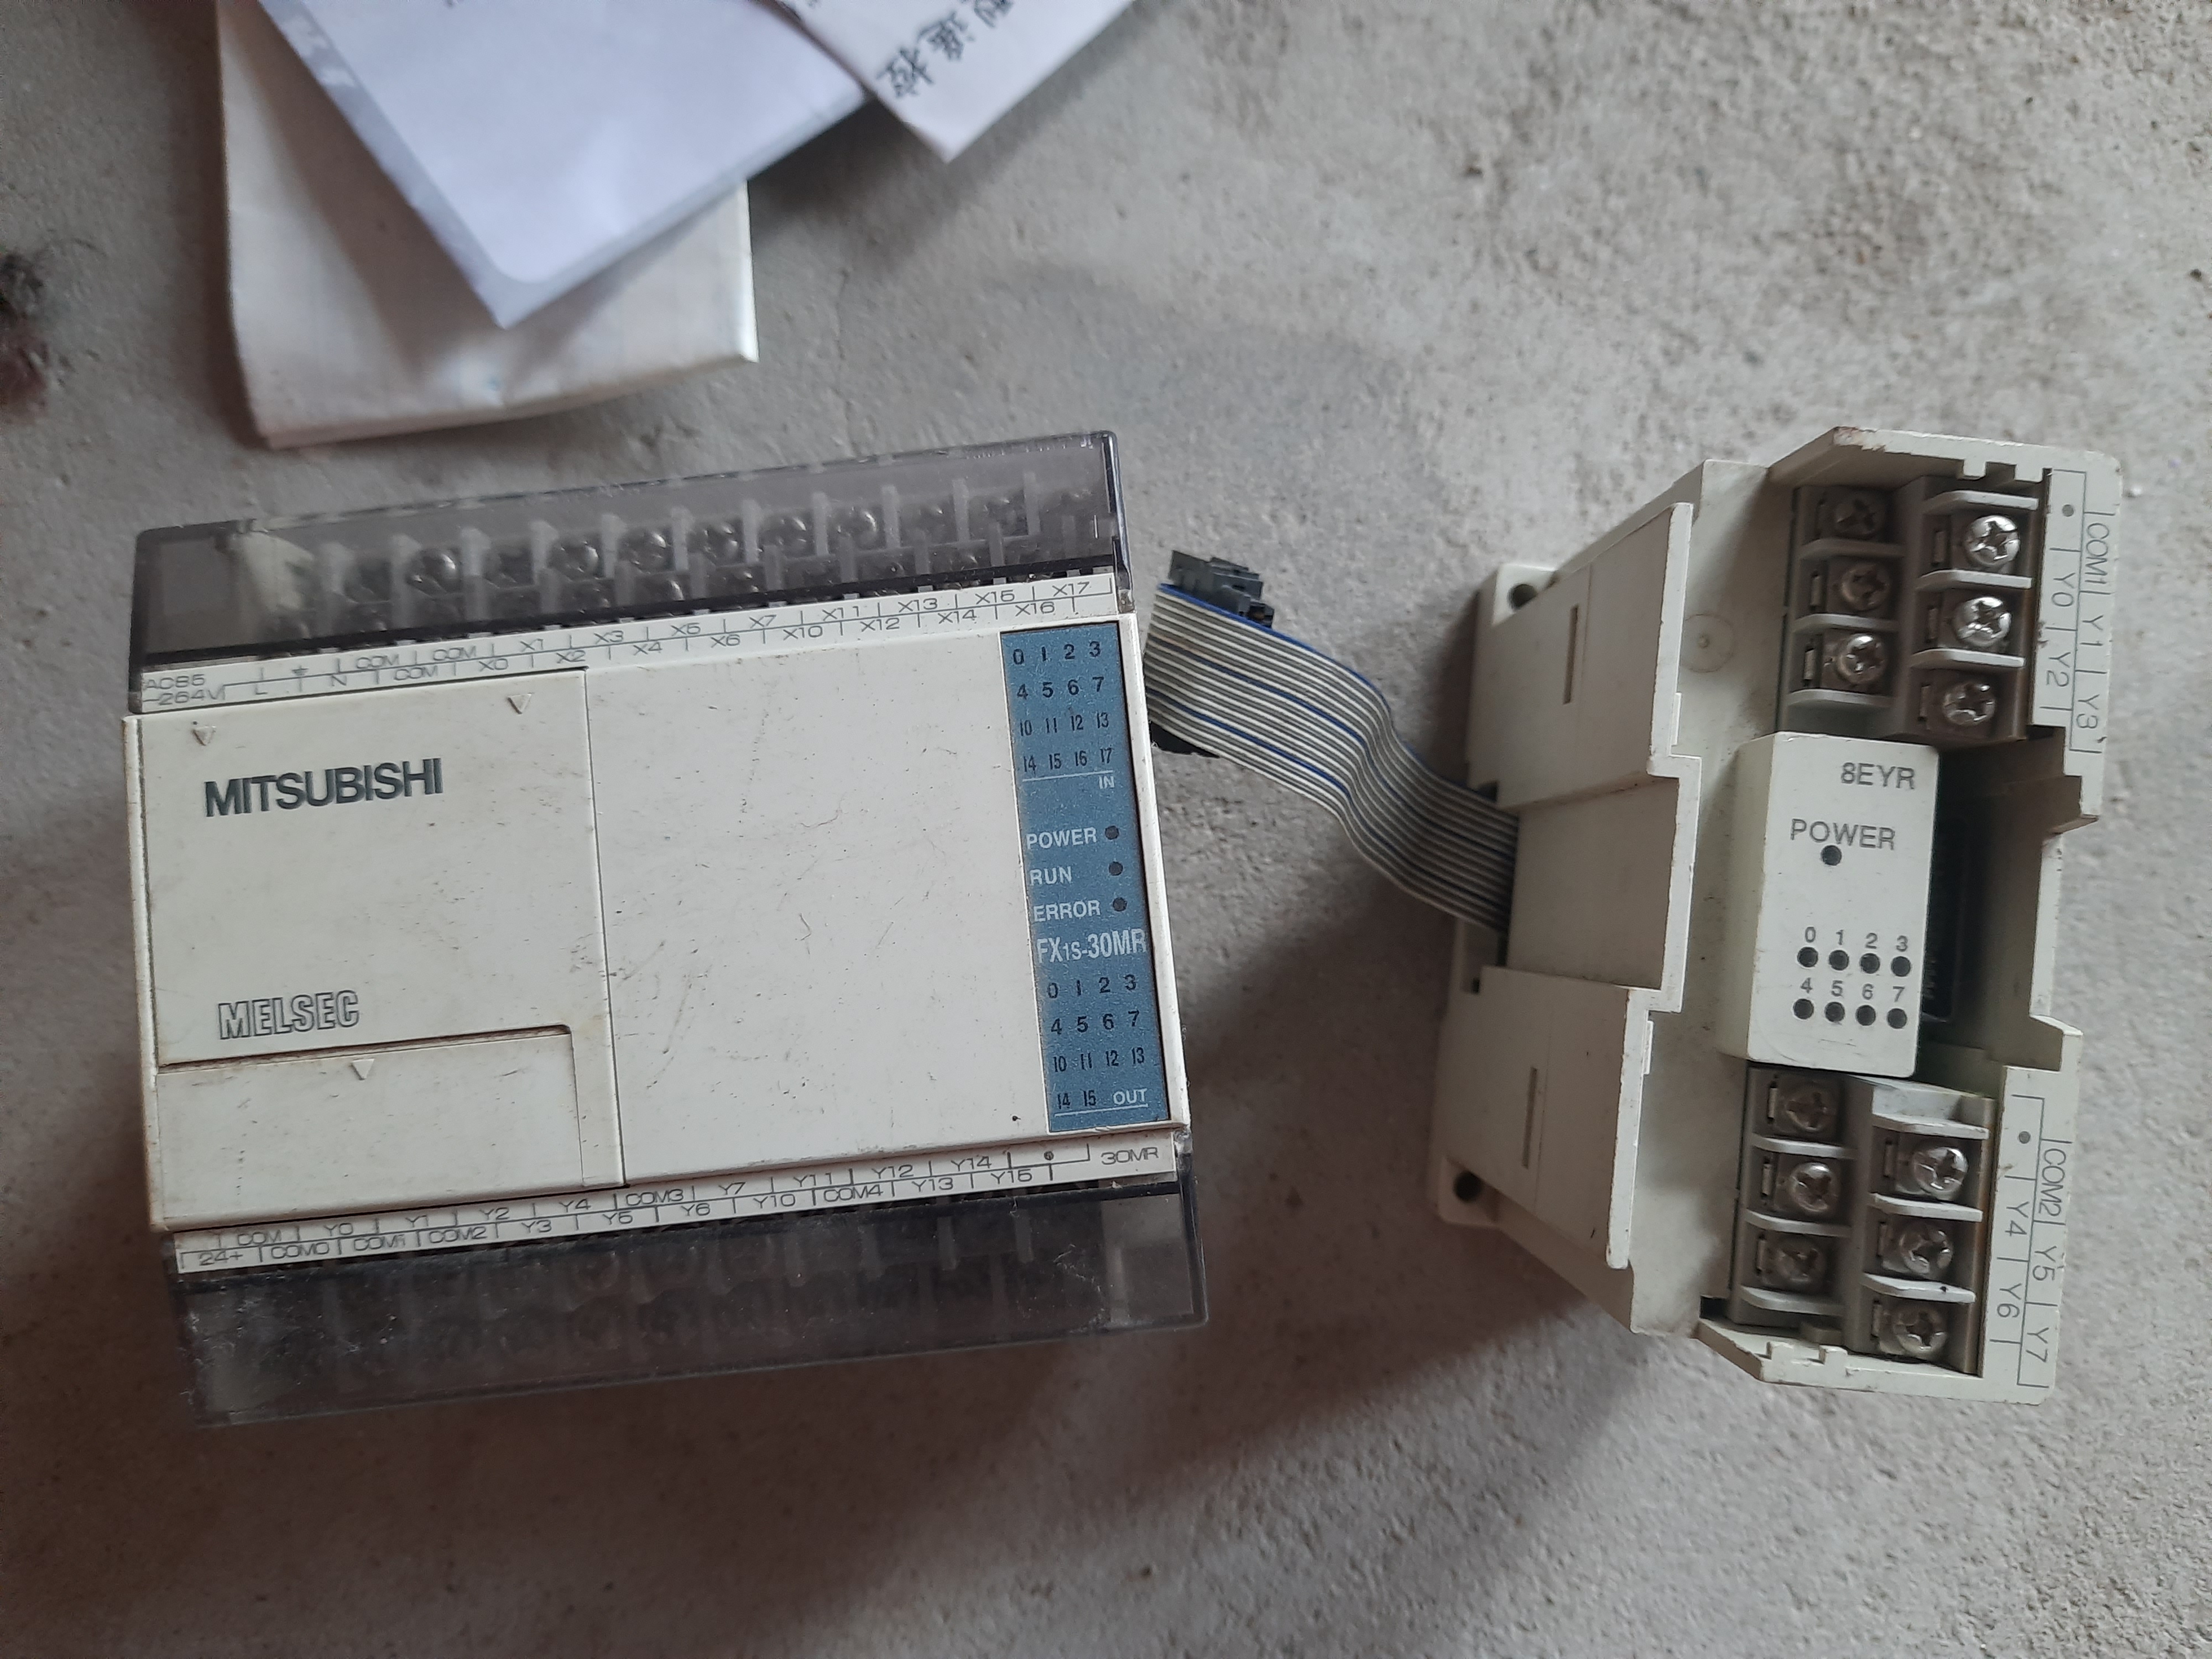 型選控
AC85
-264V
L
N
COM
COM
COM
X0
X1
X2
X3
X4
X5
X6
X7
X10
X11
X12
X13
X14
X15
X16
X17
MITSUBISHI
MELSEC
0 1 2 3
4 5 6 7
10 11 12 13
14 15 16 17
IN
POWER
RUN
ERROR
FX1S-30MR
0 1 2 3
4 5 6 7
10 11 12 13
14 15 OUT
COM Y0 Y1 Y2 Y4 COM3 Y7 Y11 Y12 Y14 • 30MR
24+ COM0 COM1 COM2 Y3 Y5 Y6 Y10 COM4 Y13 Y15
COM1 Y1 Y3
• Y0 Y2
8EYR
POWER
0 1 2 3
4 5 6 7
COM2 Y5 Y7
• Y4 Y6